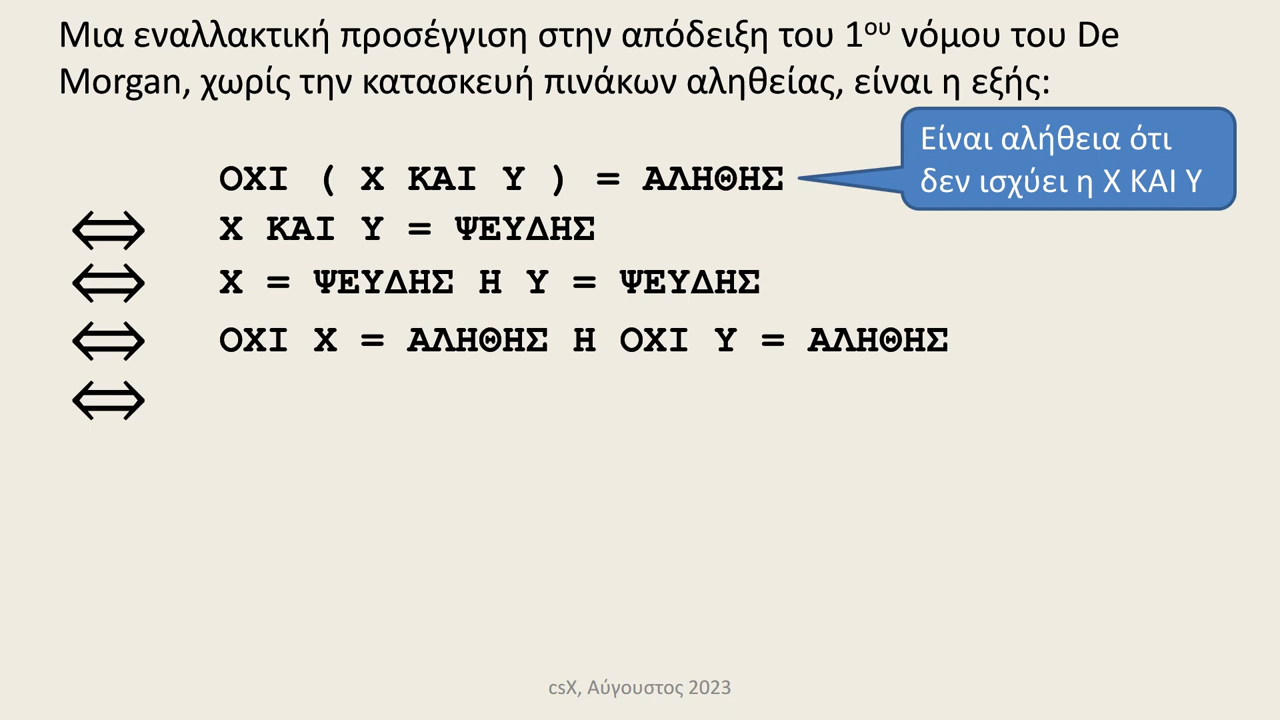 Μια εναλλακτική προσέγγιση στην απόδειξη του 1ου νόμου του De
Morgan, χωρίς την κατασκευή πινάκων αληθείας, είναι η εξής:
Είναι αλήθεια ότι
δεν ισχύει η Χ ΚΑΙ Υ
ΟΧΙ ( Χ ΚΑΙ Υ ) = ΑΛΗΘΗΣ
⟺ Χ ΚΑΙ Υ = ΨΕΥΔΗΣ
⟺ Χ = ΨΕΥΔΗΣ Η Υ = ΨΕΥΔΗΣ
⟺ ΟΧΙ Χ = ΑΛΗΘΗΣ Η ΟΧΙ Υ = ΑΛΗΘΗΣ
⟺
csX, Αύγουστος 2023